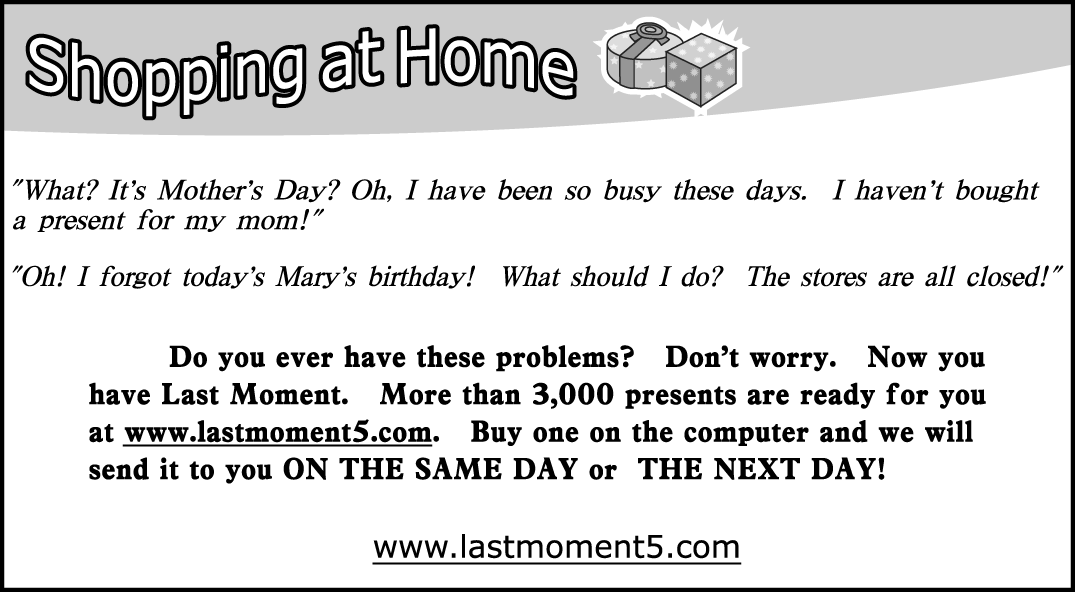 Shopping at Home
"What? It's Mother's Day? Oh, I have been so busy these days. I haven't bought
a present for my mom!"
"Oh! I forgot today's Mary's birthday! What should I do? The stores are all closed!"
Do you ever have these problems? Don't worry. Now you
have Last Moment. More than 3,000 presents are ready for you
at www.lastmoment5.com. Buy one on the computer and we will
send it to you ON THE SAME DAY or THE NEXT DAY!
www.lastmoment5.com